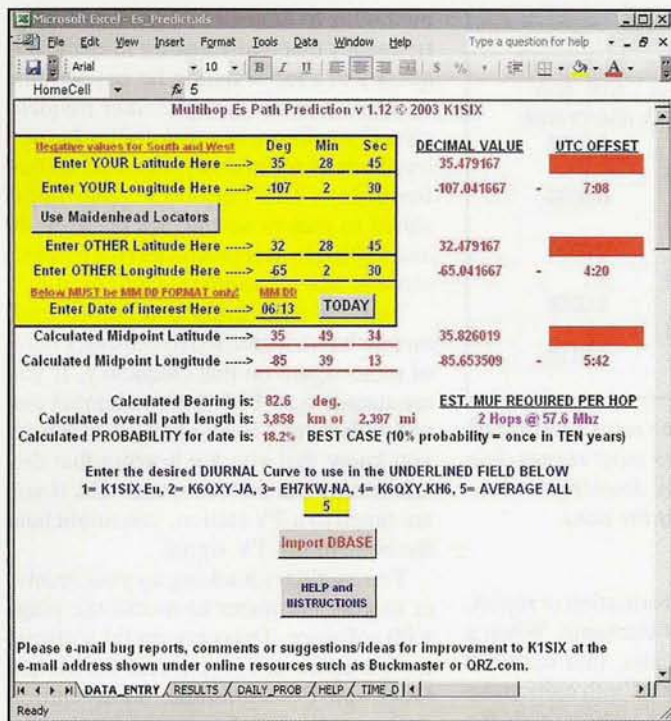 Microsoft Excel - Es_Predict.xls
File Edit View Insert Format Tools Data Window Help Type a question for help
Arial 10 B I U $ % A
HomeCell fx 5
Multihop Es Path Prediction v 1.12 © 2003 K1SIX
Negative values for South and West Deg Min Sec DECIMAL VALUE UTC OFFSET
Enter YOUR Latitude Here -----> 35 28 45 35.479167
Enter YOUR Longitude Here -----> -107 2 30 -107.041667 - 7:08
Use Maidenhead Locators
Enter OTHER Latitude Here -----> 32 28 45 32.479167
Enter OTHER Longitude Here -----> -65 2 30 -65.041667 - 4:20
Below MUST be MM DD FORMAT only! MM DD
Enter Date of interest Here -----> 06/13 TODAY
Calculated Midpoint Latitude -----> 35 49 34 35.826019
Calculated Midpoint Longitude -----> -85 39 13 -85.653509 - 5:42
Calculated Bearing is: 82.6 deg. EST. MUF REQUIRED PER HOP
Calculated overall path length is: 3,858 km or 2,397 mi 2 Hops @ 57.6 Mhz
Calculated PROBABILITY for date is: 18.2% BEST CASE (10% probability = once in TEN years)
Enter the desired DIURNAL Curve to use in the UNDERLINED FIELD BELOW
1= K1SIX-Eu, 2= K6QXY-JA, 3= EH7KW-NA, 4= K6QXY-KH6, 5= AVERAGE ALL
5
Import DBASE
HELP and
INSTRUCTIONS
Please e-mail bug reports, comments or suggestions/ideas for improvement to K1SIX at the
e-mail address shown under online resources such as Buckmaster or QRZ.com.
DATA_ENTRY / RESULTS / DAILY_PROB / HELP / TIME_D
Ready